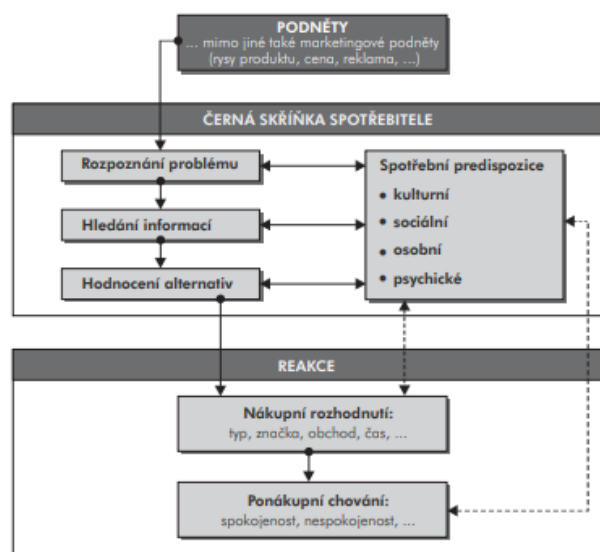 PODNĚTY
... mimo jiné také marketingové podněty
(rysy produktu, cena, reklama, ...)
ČERNÁ SKŘÍŇKA SPOTŘEBITELE
Rozpoznání problému
Hledání informací
Hodnocení alternativ
Spotřební predispozice
• kulturní
• sociální
• osobní
• psychické
REAKCE
Nákupní rozhodnutí:
typ, značka, obchod, čas, ...
Ponákupní chování:
spokojenost, nespokojenost, ...